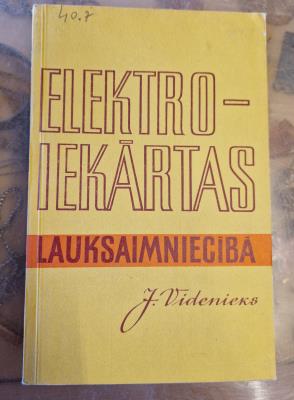 40.7
ELEKTRO-
IEKĀRTAS
LAUKSAIMNIECĪBĀ
J. Videnieks